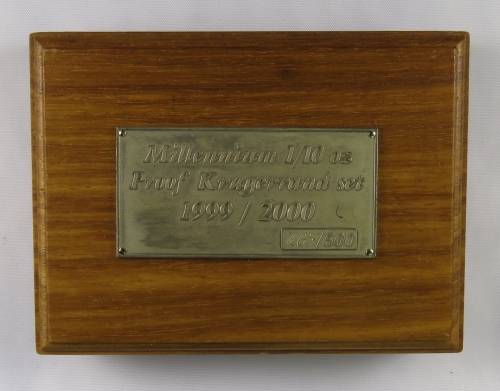 Millennium 1/10 oz
Proof Krugerrand set
1999 / 2000
/500